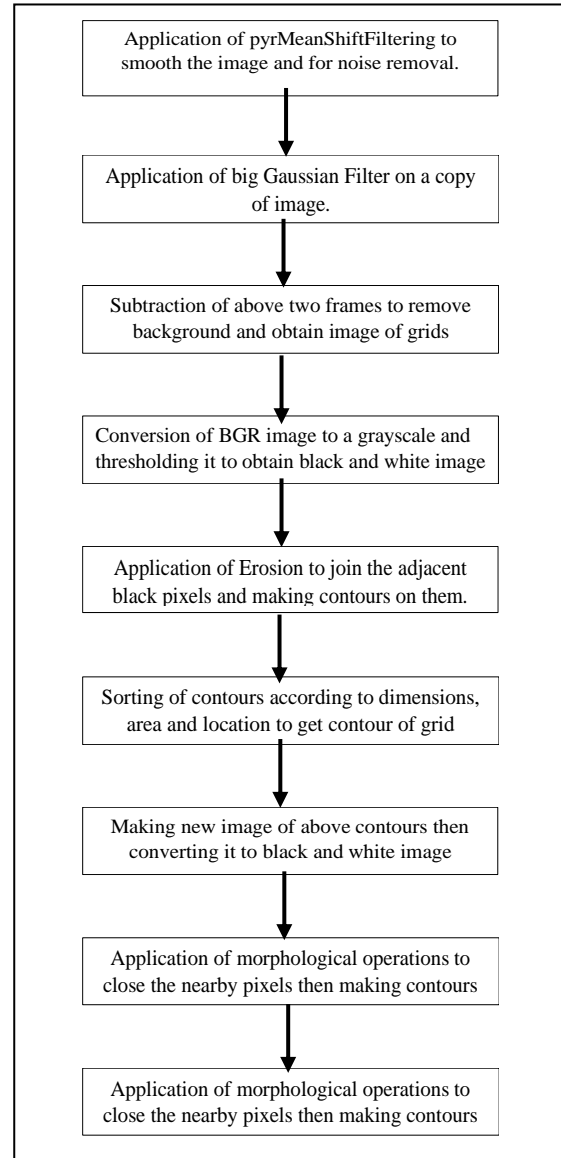 Application of pyrMeanShiftFiltering to
smooth the image and for noise removal.
Application of big Gaussian Filter on a copy
of image.
Subtraction of above two frames to remove
background and obtain image of grids
Conversion of BGR image to a grayscale and
thresholding it to obtain black and white image
Application of Erosion to join the adjacent
black pixels and making contours on them.
Sorting of contours according to dimensions,
area and location to get contour of grid
Making new image of above contours then
converting it to black and white image
Application of morphological operations to
close the nearby pixels then making contours
Application of morphological operations to
close the nearby pixels then making contours